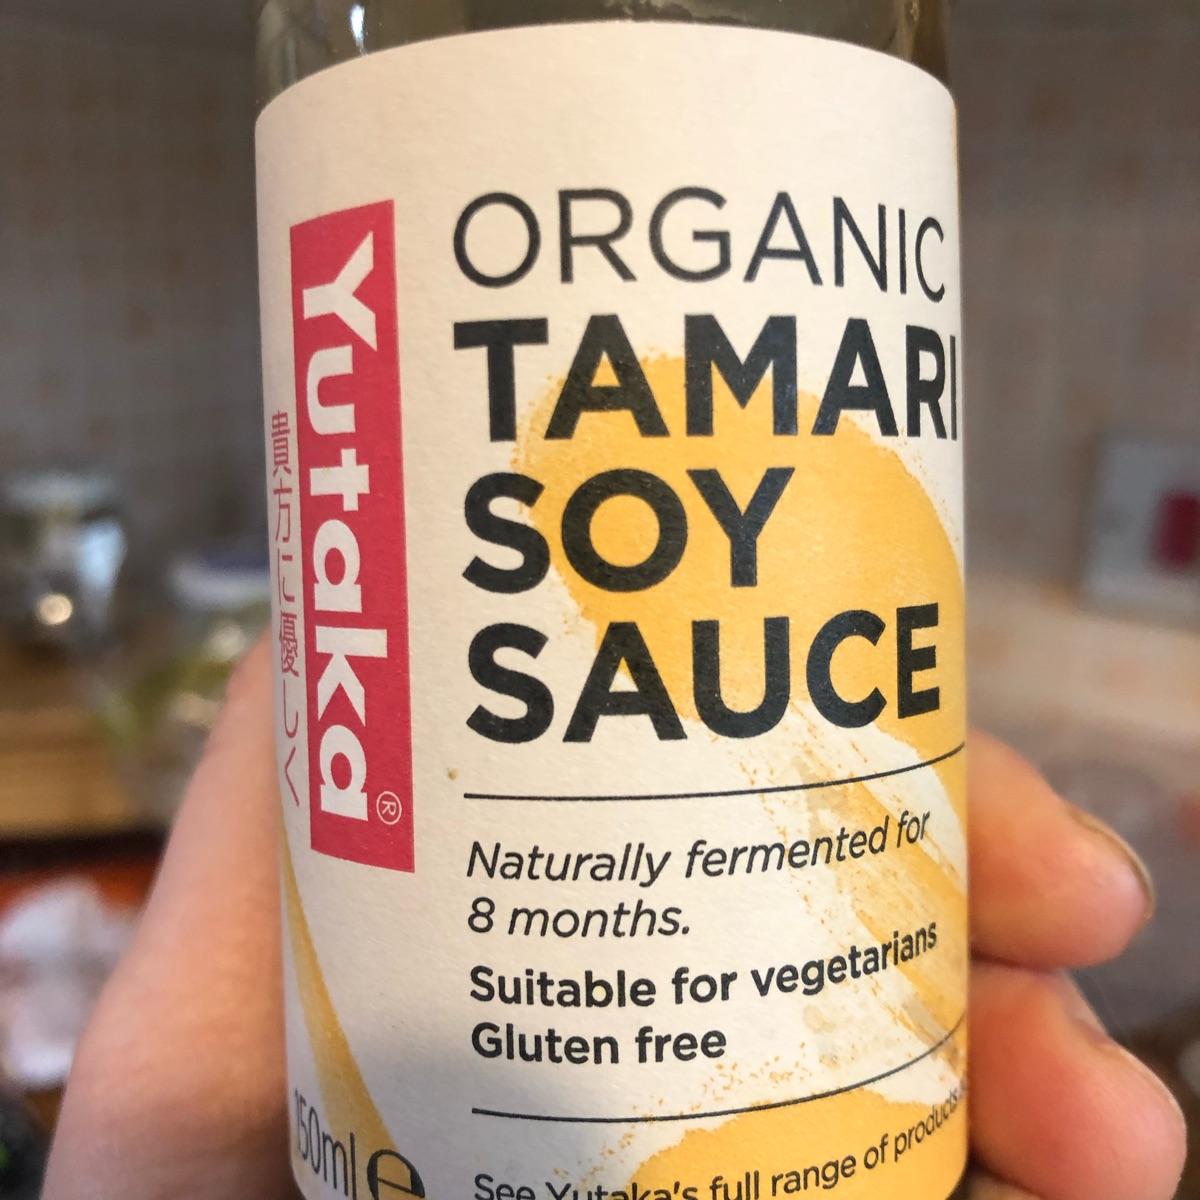 貴方に優しく
Yutaka®
ORGANIC
TAMARI
SOY
SAUCE
Naturally fermented for
8 months.
Suitable for vegetarians
Gluten free
150ml e
See Yutaka's full range of products